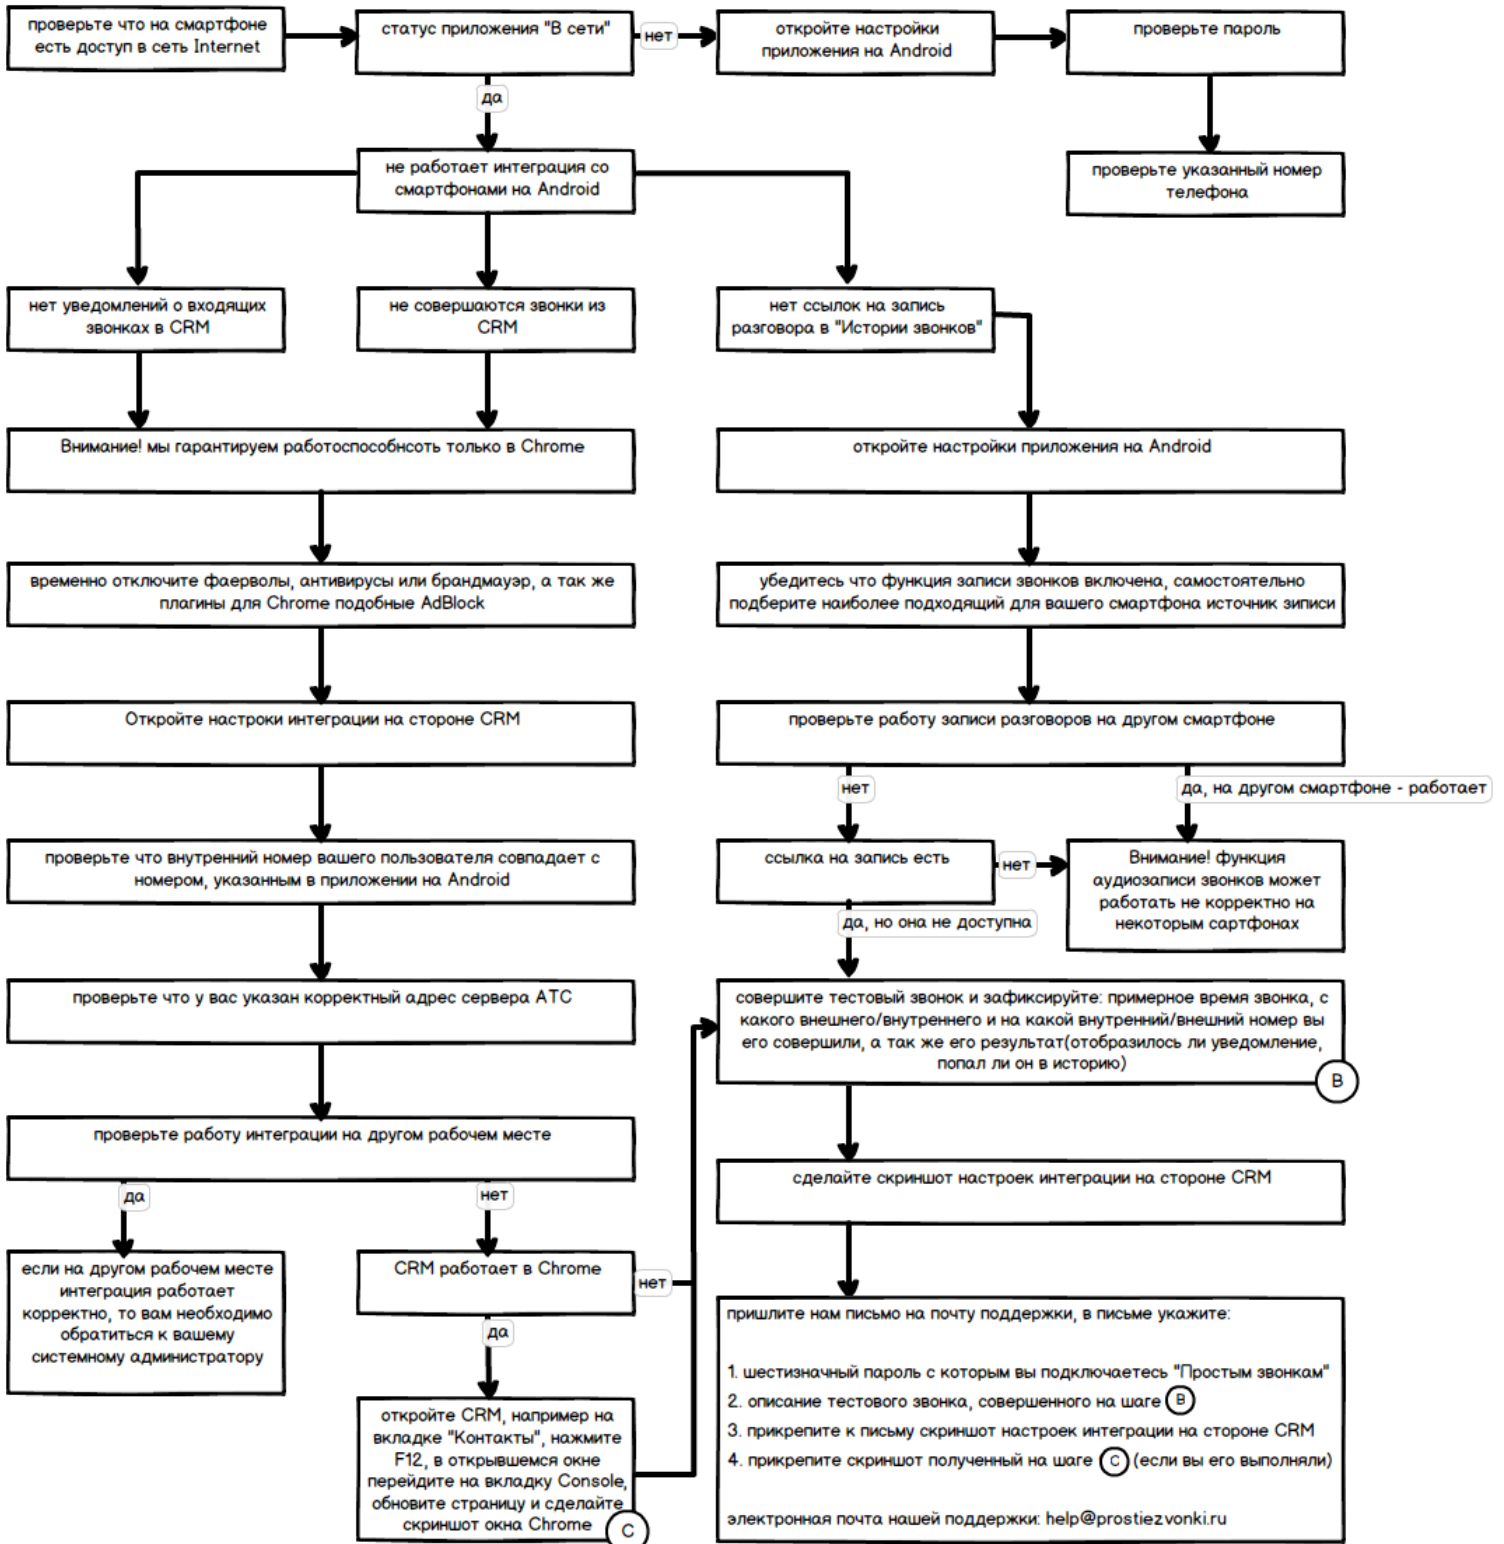 проверьте что на смартфоне
есть доступ в сеть Internet
статус приложения "В сети"
нет
откройте настройки
приложения на Android
проверьте пароль
да
проверьте указанный номер
телефона
не работает интеграция со
смартфонами на Android
нет уведомлений о входящих
звонках в CRM
не совершаются звонки из
CRM
нет ссылок на запись
разговора в "Истории звонков"
Внимание! мы гарантируем работоспособнсоть только в Chrome
откройте настройки приложения на Android
временно отключите фаерволы, антивирусы или брандмауэр, а так же
плагины для Chrome подобные AdBlock
убедитесь что функция записи звонков включена, самостоятельно
подберите наиболее подходящий для вашего смартфона источник зиписи
Откройте настроки интеграции на стороне CRM
проверьте работу записи разговоров на другом смартфоне
нет
да, на другом смартфоне - работает
проверьте что внутренний номер вашего пользователя совпадает с
номером, указанным в приложении на Android
ссылка на запись есть
нет
Внимание! функция
аудиозаписи звонков может
работать не корректно на
некоторым сартфонах
да, но она не доступна
проверьте что у вас указан корректный адрес сервера АТС
совершите тестовый звонок и зафиксируйте: примерное время звонка, с
какого внешнего/внутреннего и на какой внутренний/внешний номер вы
его совершили, а так же его результат(отобразилось ли уведомление,
попал ли он в историю)
B
проверьте работу интеграции на другом рабочем месте
сделайте скриншот настроек интеграции на стороне CRM
да
нет
если на другом рабочем месте
интеграция работает
корректно, то вам необходимо
обратиться к вашему
системному администратору
CRM работает в Chrome
нет
да
откройте CRM, например на
вкладке "Контакты", нажмите
F12, в открывшемся окне
перейдите на вкладку Console,
обновите страницу и сделайте
скриншот окна Chrome
C
пришлите нам письмо на почту поддержки, в письме укажите:
1. шестизначный пароль с которым вы подключаетесь "Простым звонкам"
2. описание тестового звонка, совершенного на шаге B
3. прикрепите к письму скриншот настроек интеграции на стороне CRM
4. прикрепите скриншот полученный на шаге C (если вы его выполняли)
электронная почта нашей поддержки: help@prostiezvonki.ru